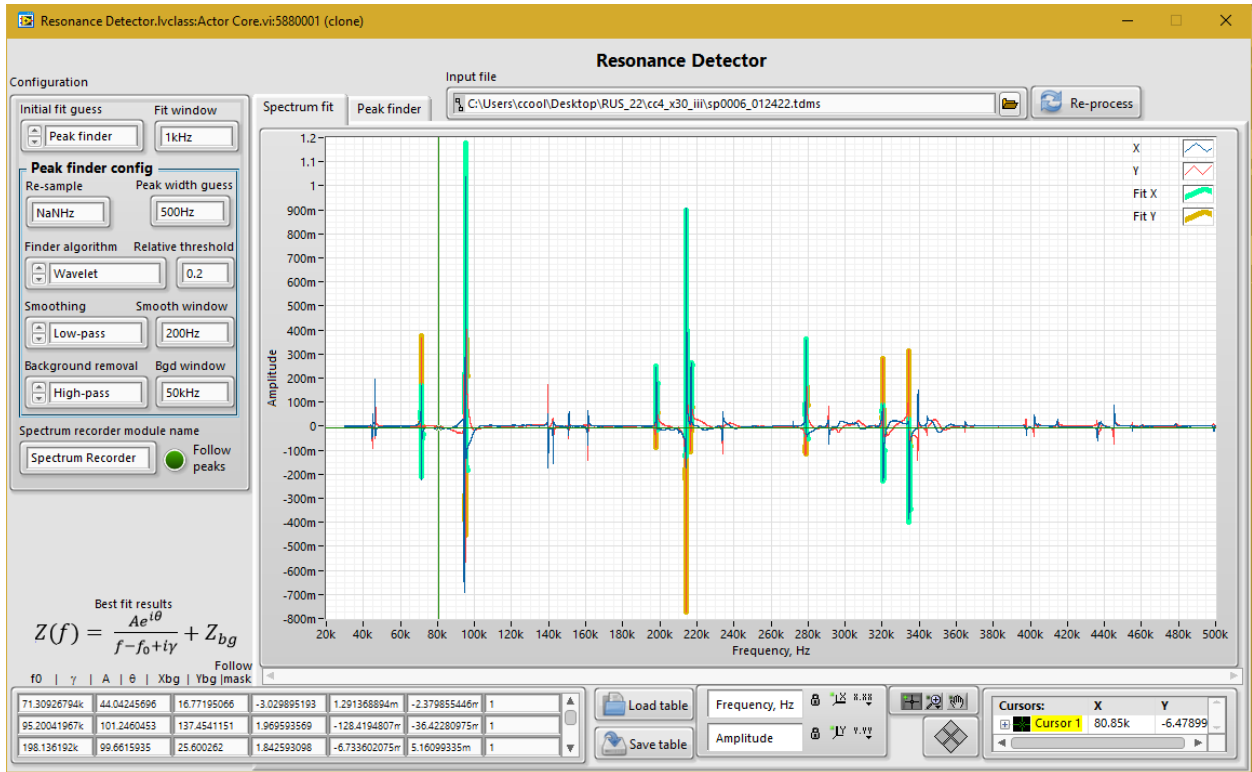 Resonance Detector.lvclass:Actor Core.vi:5880001 (clone)
Resonance Detector
Configuration
Input file
C:\Users\ccool\Desktop\RUS_22\cc4_x30_iii\sp0006_012422.tdms
Re-process
Spectrum fit
Peak finder
Initial fit guess
Fit window
Peak finder
1kHz
Peak finder config
Re-sample
Peak width guess
NaNHz
500Hz
Finder algorithm
Relative threshold
Wavelet
0.2
Smoothing
Smooth window
Low-pass
200Hz
Background removal
Bgd window
High-pass
50kHz
Spectrum recorder module name
Spectrum Recorder
Follow
peaks
Amplitude
1.2
1.1
1
900m
800m
700m
600m
500m
400m
300m
200m
100m
0
-100m
-200m
-300m
-400m
-500m
-600m
-700m
-800m
20k 40k 60k 80k 100k 120k 140k 160k 180k 200k 220k 240k 260k 280k 300k 320k 340k 360k 380k 400k 420k 440k 460k 480k 500k
Frequency, Hz
X
Y
Fit X
Fit Y
Best fit results
Z(f) = Ae^{iθ} / (f−f₀+iγ) + Z_{bg}
Follow
f0 | γ | A | θ | Xbg | Ybg |mask
71.30926794k 44.04245696 16.77195066 -3.029895193 1.291368894m -2.379855446m 1
95.20041967k 101.2460453 137.4541151 1.969593569 -36.42280975m 1
198.136192k 99.6615935 25.600262 1.842593098 5.16099335m 1
Load table
Save table
Frequency, Hz
Amplitude
Cursors: X Y
Cursor 1 80.85k -6.47899